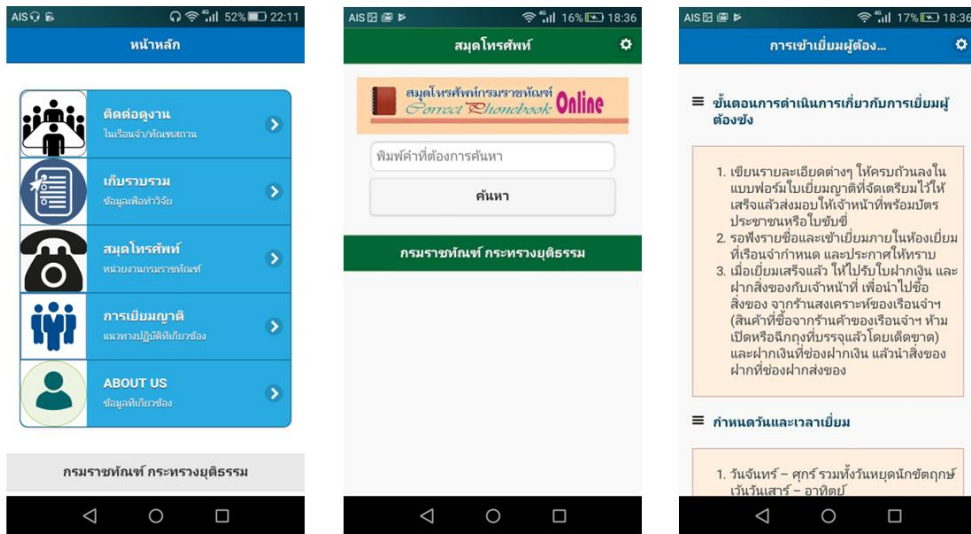 AIS 4G 52% 22:11
หน้าหลัก
ติดต่อดูงาน
ในเรือนจำ/ทัณฑสถาน
เก็บรวบรวม
ข้อมูลเพื่อทำวิจัย
สมุดโทรศัพท์
หน่วยงานกรมราชทัณฑ์
การเยี่ยมญาติ
แนวทางปฏิบัติที่เกี่ยวข้อง
ABOUT US
ข้อมูลที่เกี่ยวข้อง
กรมราชทัณฑ์ กระทรวงยุติธรรม
AIS 4G 16% 18:36
สมุดโทรศัพท์
สมุดโทรศัพท์กรมราชทัณฑ์
Correct Phonebook Online
พิมพ์คำที่ต้องการค้นหา
ค้นหา
กรมราชทัณฑ์ กระทรวงยุติธรรม
AIS 4G 17% 18:36
การเข้าเยี่ยมผู้ต้อง...
ขั้นตอนการดำเนินการเกี่ยวกับการเยี่ยมผู้
ต้องขัง
1. เขียนรายละเอียดต่างๆ ให้ครบถ้วนลงใน
แบบฟอร์มใบเยี่ยมญาติที่จัดเตรียมไว้ให้
เสร็จแล้วส่งมอบให้เจ้าหน้าที่พร้อมบัตร
ประชาชนหรือใบขับขี่
2. รอฟังรายชื่อและเข้าเยี่ยมภายในห้องเยี่ยม
ที่เรือนจำกำหนด และประกาศให้ทราบ
3. เมื่อเยี่ยมเสร็จแล้ว ให้ไปรับใบฝากเงิน และ
ฝากสิ่งของกับเจ้าหน้าที่ เพื่อนำไปซื้อ
สิ่งของ จากร้านสงเคราะห์ของเรือนจำฯ
(สินค้าที่ซื้อจากร้านค้าของเรือนจำฯ ห้าม
เปิดหรือฉีกถุงที่บรรจุแล้วโดยเด็ดขาด)
และฝากเงินที่ช่องฝากเงิน แล้วนำสิ่งของ
ฝากที่ช่องฝากส่งของ
กำหนดวันและเวลาเยี่ยม
1. วันจันทร์ – ศุกร์ รวมทั้งวันหยุดนักขัตฤกษ์
เว้นวันเสาร์ – อาทิตย์